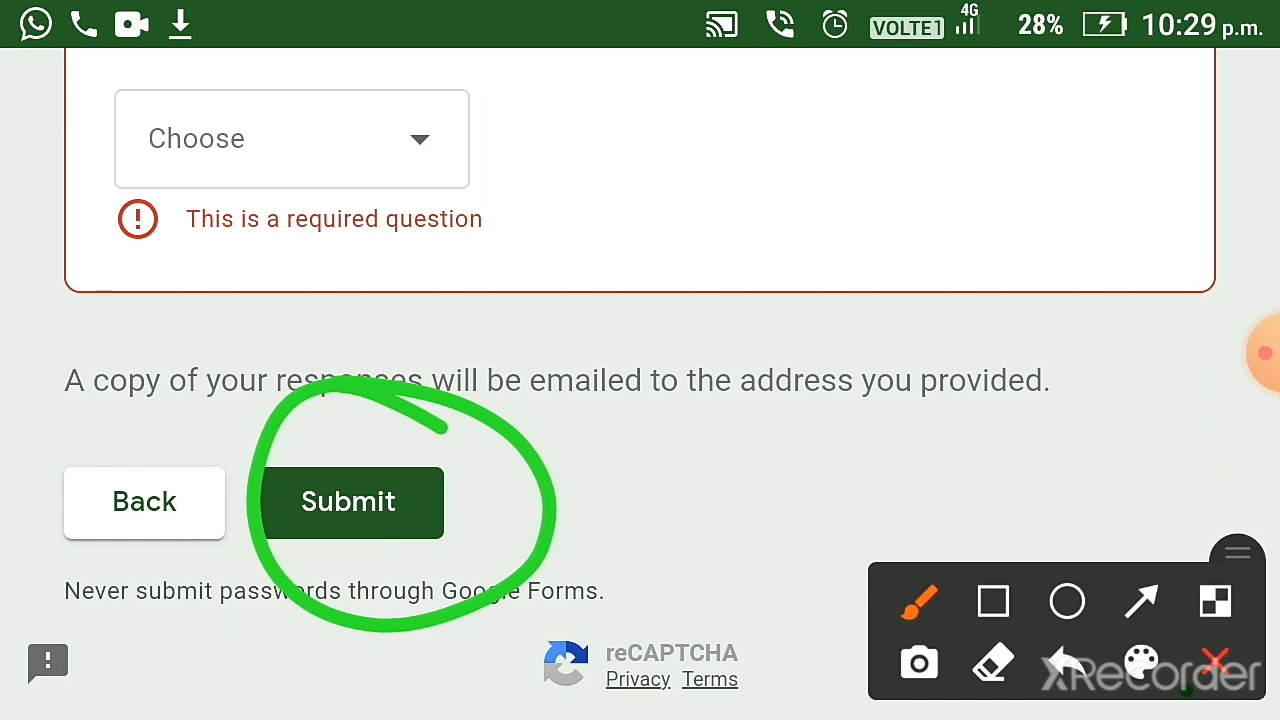 4G
VOLTE1 28% 10:29 p.m.
Choose
This is a required question
A copy of your responses will be emailed to the address you provided.
Back Submit
Never submit passwords through Google Forms.
reCAPTCHA
Privacy Terms
XRecorder